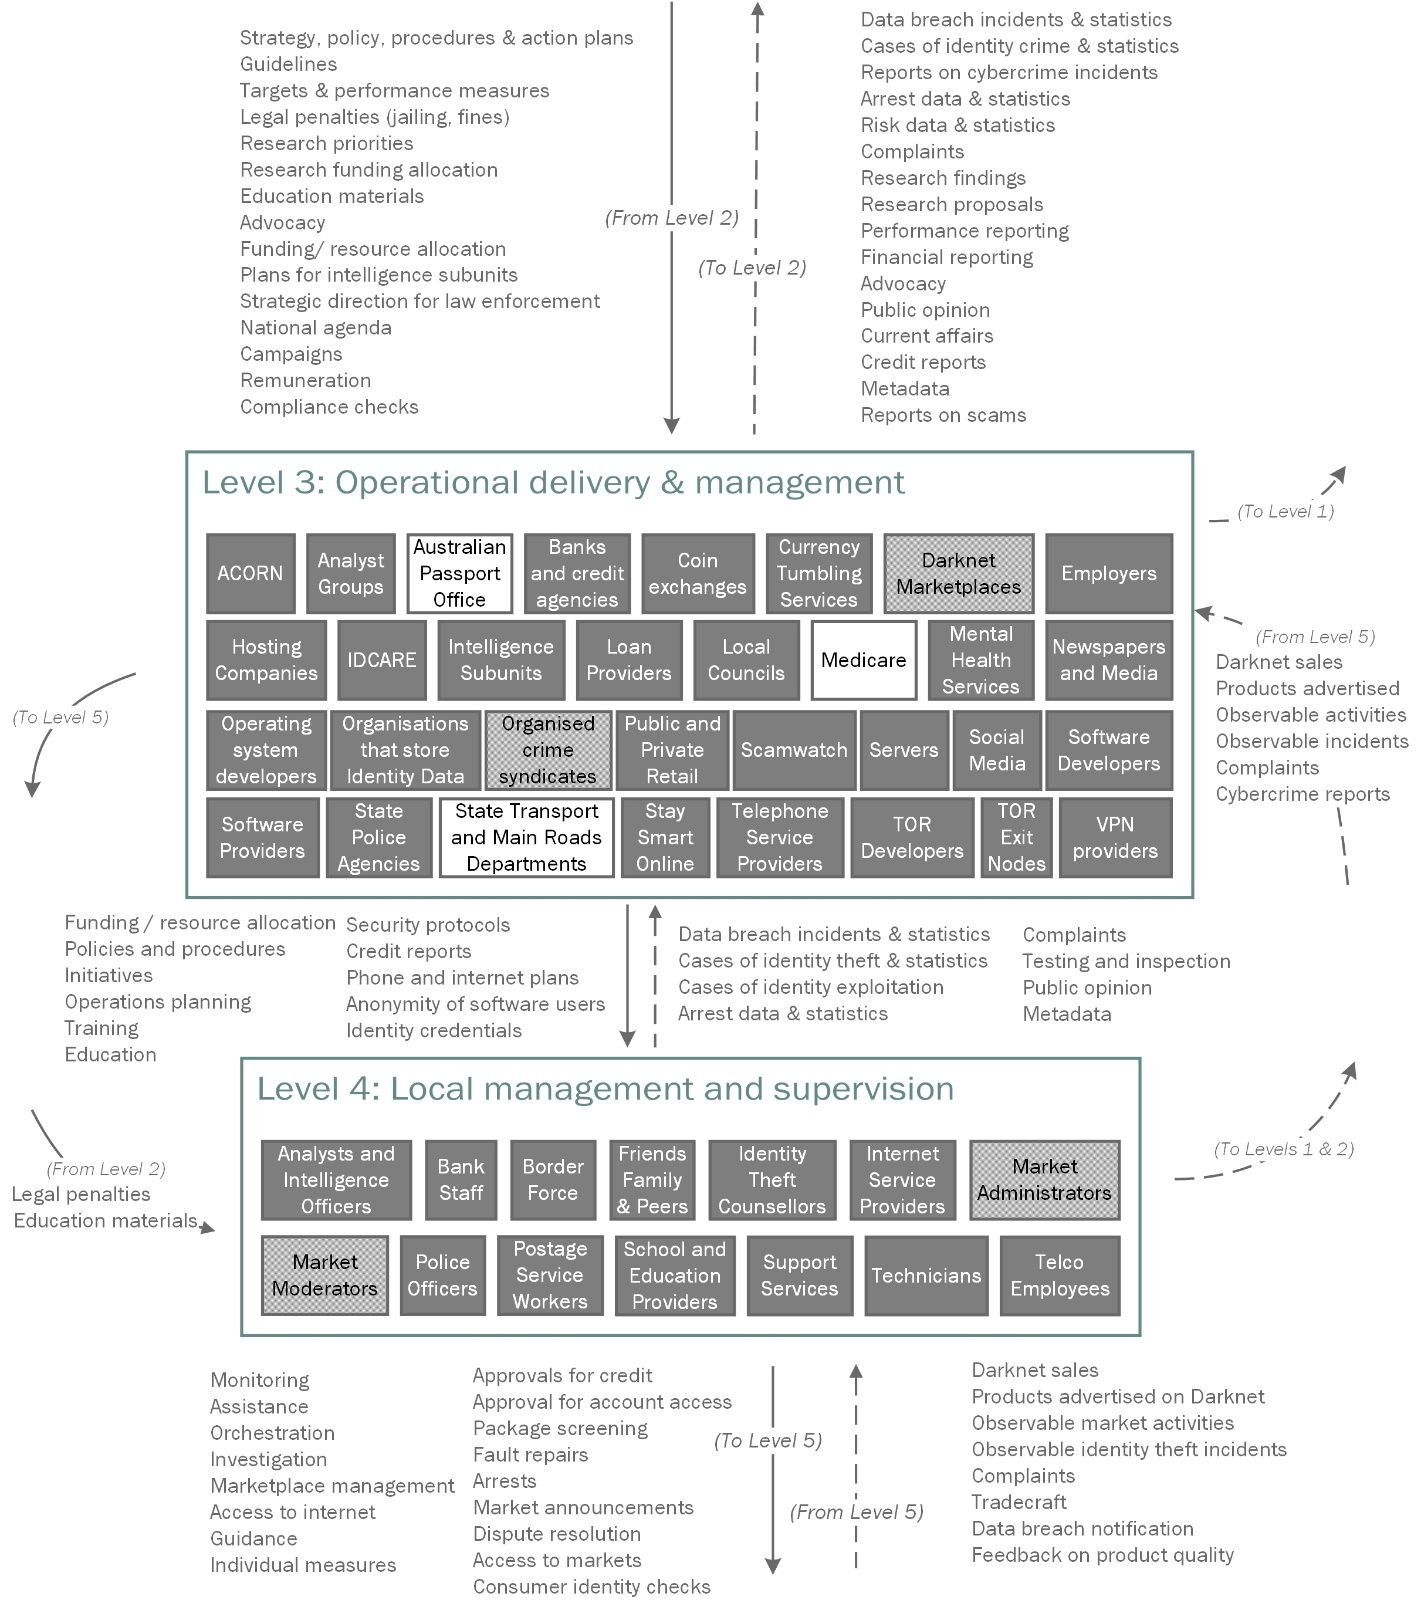 Strategy, policy, procedures & action plans
Guidelines
Targets & performance measures
Legal penalties (jailing, fines)
Research priorities
Research funding allocation
Education materials
Advocacy
Funding/ resource allocation
Plans for intelligence subunits
Strategic direction for law enforcement
National agenda
Campaigns
Remuneration
Compliance checks
(From Level 2)
(To Level 2)
Data breach incidents & statistics
Cases of identity crime & statistics
Reports on cybercrime incidents
Arrest data & statistics
Risk data & statistics
Complaints
Research findings
Research proposals
Performance reporting
Financial reporting
Advocacy
Public opinion
Current affairs
Credit reports
Metadata
Reports on scams
Level 3: Operational delivery & management
ACORN
Analyst
Groups
Australian
Passport
Office
Banks
and credit
agencies
Coin
exchanges
Currency
Tumbling
Services
Darknet
Marketplaces
Employers
Hosting
Companies
IDCARE
Intelligence
Subunits
Loan
Providers
Local
Councils
Medicare
Mental
Health
Services
Newspapers
and Media
Operating
system
developers
Organisations
that store
Identity Data
Organised
crime
syndicates
Public and
Private
Retail
Scamwatch
Servers
Social
Media
Software
Developers
Software
Providers
State
Police
Agencies
State Transport
and Main Roads
Departments
Stay
Smart
Online
Telephone
Service
Providers
TOR
Developers
TOR
Exit
Nodes
VPN
providers
(To Level 1)
(From Level 5)
Darknet sales
Products advertised
Observable activities
Observable incidents
Complaints
Cybercrime reports
(To Level 5)
Funding / resource allocation
Policies and procedures
Initiatives
Operations planning
Training
Education
Security protocols
Credit reports
Phone and internet plans
Anonymity of software users
Identity credentials
Data breach incidents & statistics
Cases of identity theft & statistics
Cases of identity exploitation
Arrest data & statistics
Complaints
Testing and inspection
Public opinion
Metadata
Level 4: Local management and supervision
Analysts and
Intelligence
Officers
Bank
Staff
Border
Force
Friends
Family
& Peers
Identity
Theft
Counsellors
Internet
Service
Providers
Market
Administrators
Market
Moderators
Police
Officers
Postage
Service
Workers
School and
Education
Providers
Support
Services
Technicians
Telco
Employees
(From Level 2)
Legal penalties
Education materials
(To Levels 1 & 2)
Monitoring
Assistance
Orchestration
Investigation
Marketplace management
Access to internet
Guidance
Individual measures
Approvals for credit
Approval for account access
Package screening
Fault repairs
Arrests
Market announcements
Dispute resolution
Access to markets
Consumer identity checks
(To Level 5)
(From Level 5)
Darknet sales
Products advertised on Darknet
Observable market activities
Observable identity theft incidents
Complaints
Tradecraft
Data breach notification
Feedback on product quality